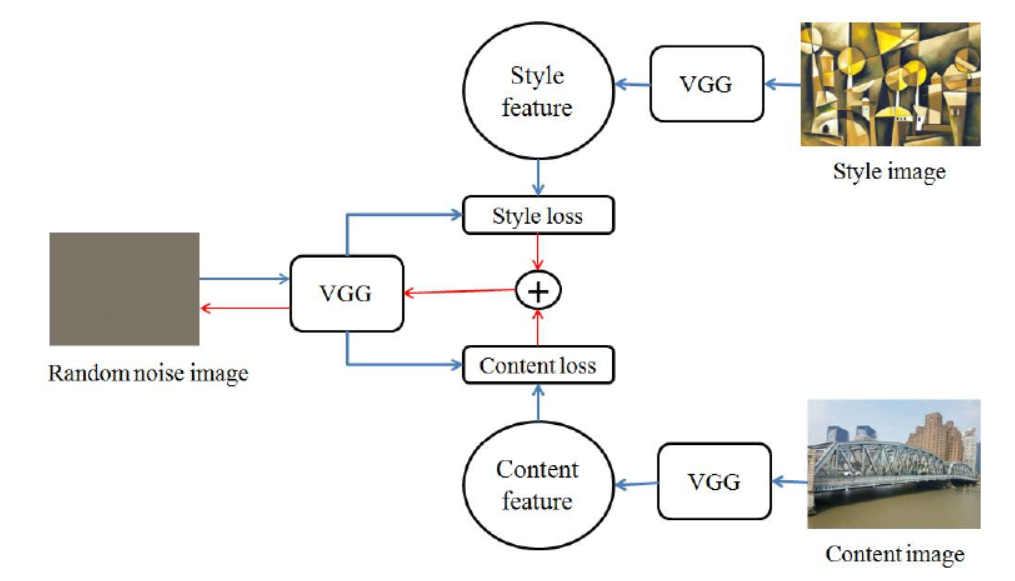 Style
feature
VGG
Style image
Style loss
VGG
+
Random noise image
Content loss
Content
feature
VGG
Content image